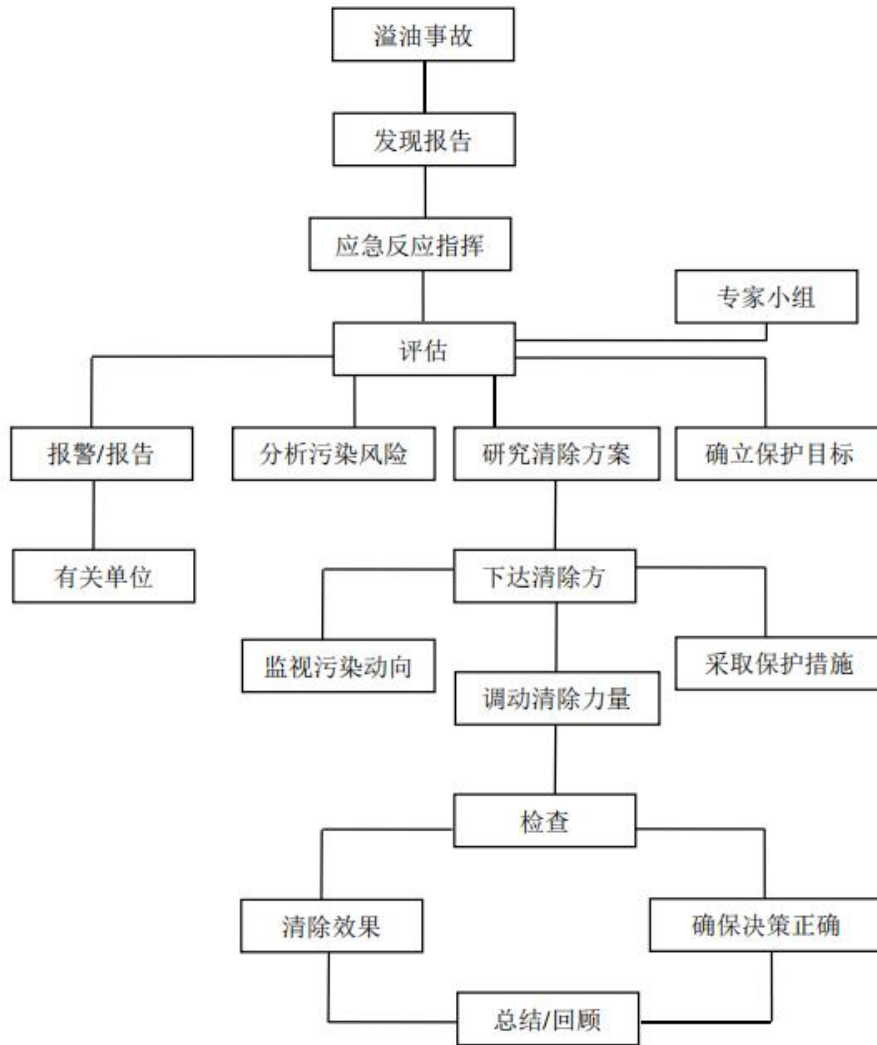 溢油事故
发现报告
应急反应指挥
专家小组
评估
报警/报告
分析污染风险
研究清除方案
确立保护目标
有关单位
下达清除方
监视污染动向
采取保护措施
调动清除力量
检查
清除效果
确保决策正确
总结/回顾